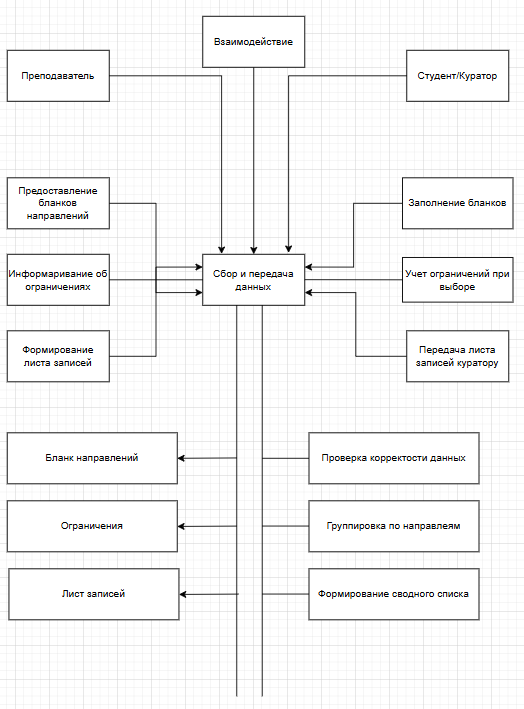 Взаимодействие
Преподаватель
Студент/Куратор
Предоставление
бланков
направлений
Заполнение бланков
Информаривание об
ограничениях
Сбор и передача
данных
Учет ограничений при
выборе
Формирование
листа записей
Передача листа
записей куратору
Бланк направлений
Проверка корректости данных
Ограничения
Группировка по направлеям
Лист записей
Формирование сводного списка